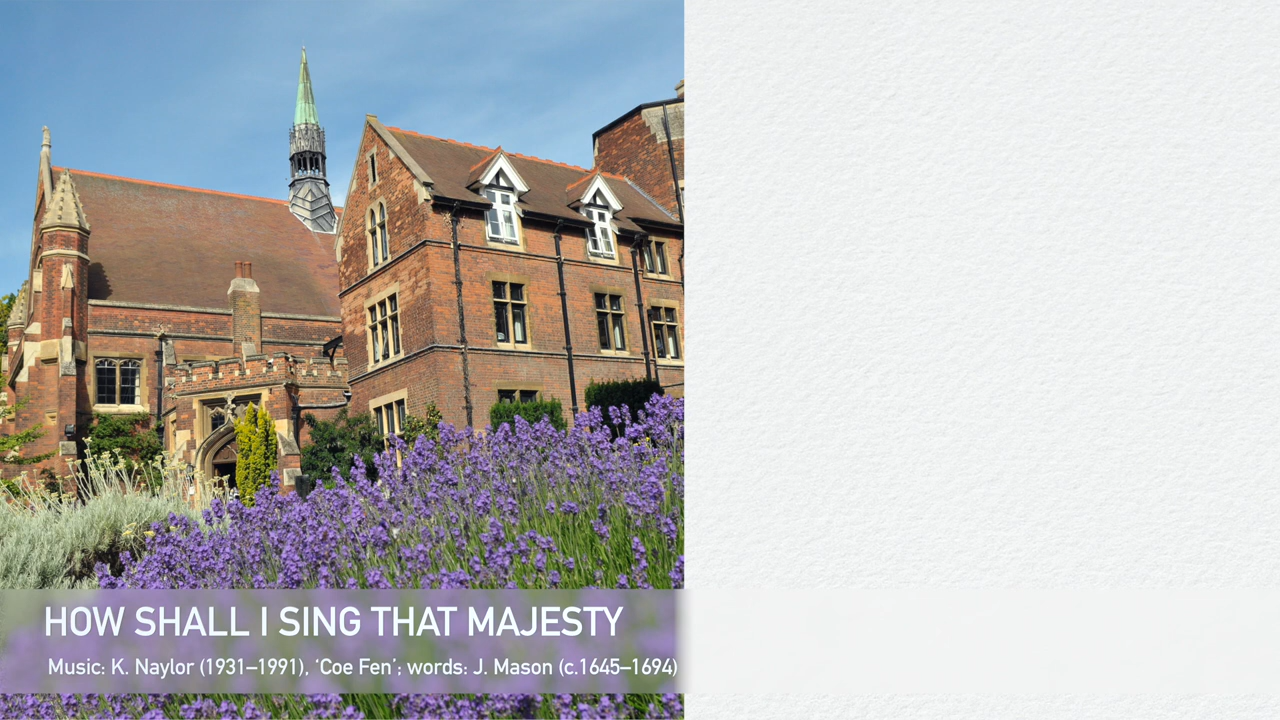 HOW SHALL I SING THAT MAJESTY
Music: K. Naylor (1931–1991), ‘Coe Fen’; words: J. Mason (c.1645–1694)